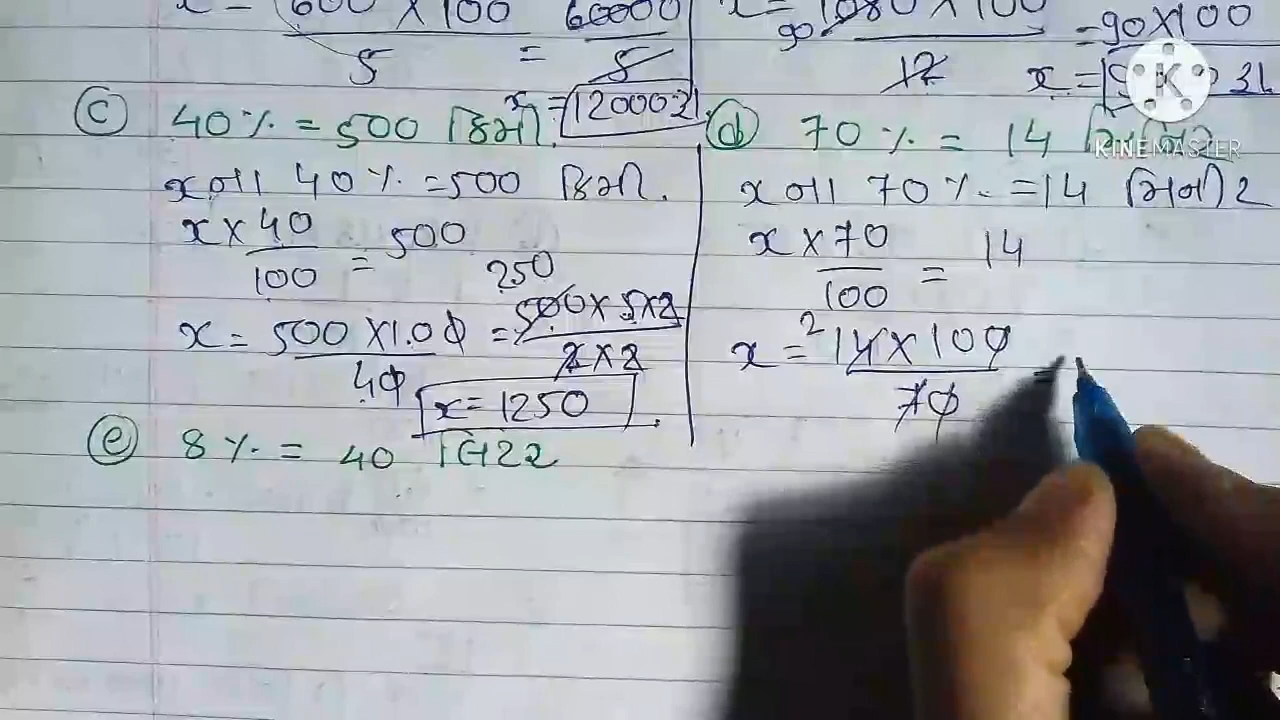 x = 600 × 100 / 5 = 60000 / 5
x = 12000 રૂ
x = 1080 × 100 / 12 = 90 × 100
90
x =
(c) 40 % = 500 કિમી.
x ના 40 % = 500 કિમી.
x × 40 / 100 = 500
x = 500 × 100 / 40 = 500 × 5 × 2 / 2 × 2
250
x = 1250
(d) 70 % = 14 મિનિટ
x ના 70 % = 14 મિનીટ
x × 70 / 100 = 14
x = 14 × 100 / 70
2
(e) 8 % = 40 લિટર
K
KINEMASTER